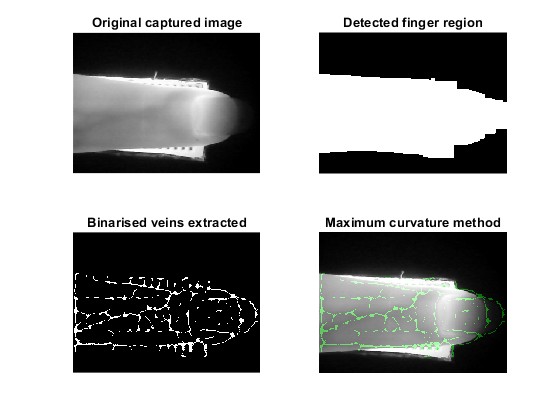 Original captured image
Detected finger region
Binarised veins extracted
Maximum curvature method